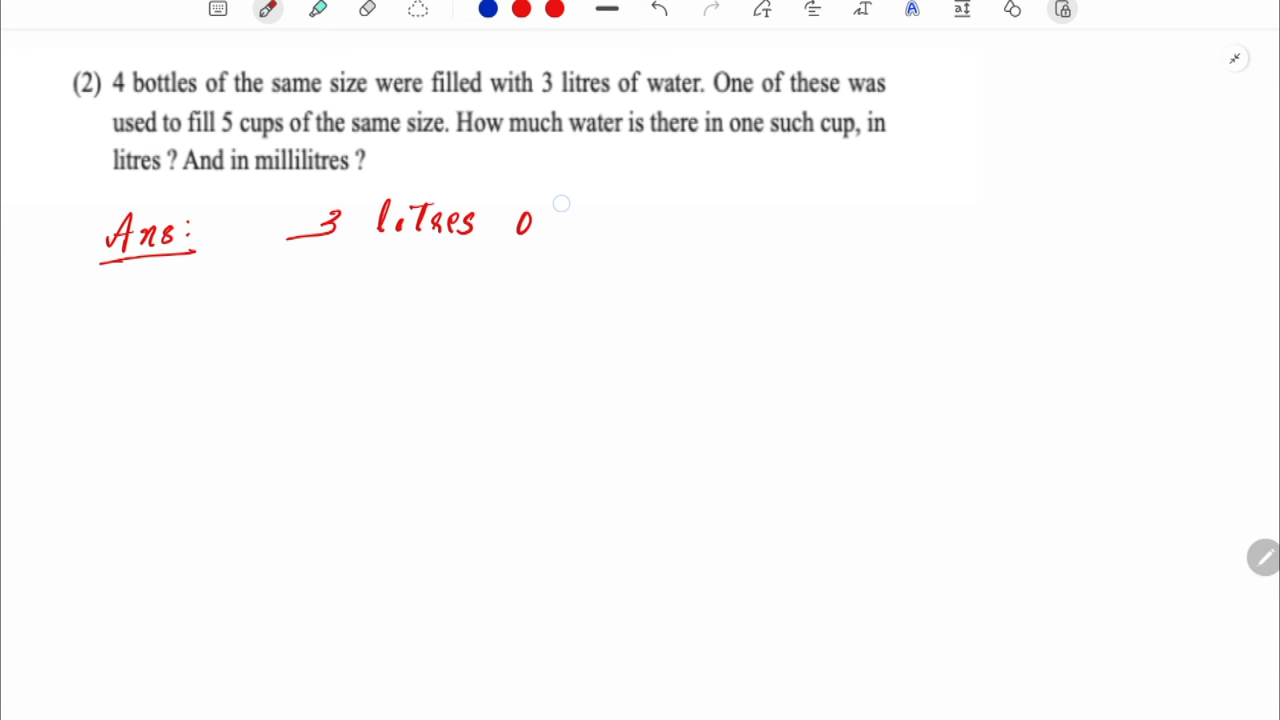 (2) 4 bottles of the same size were filled with 3 litres of water. One of these was
used to fill 5 cups of the same size. How much water is there in one such cup, in
litres ? And in millilitres ?
Ans: 3 litres o